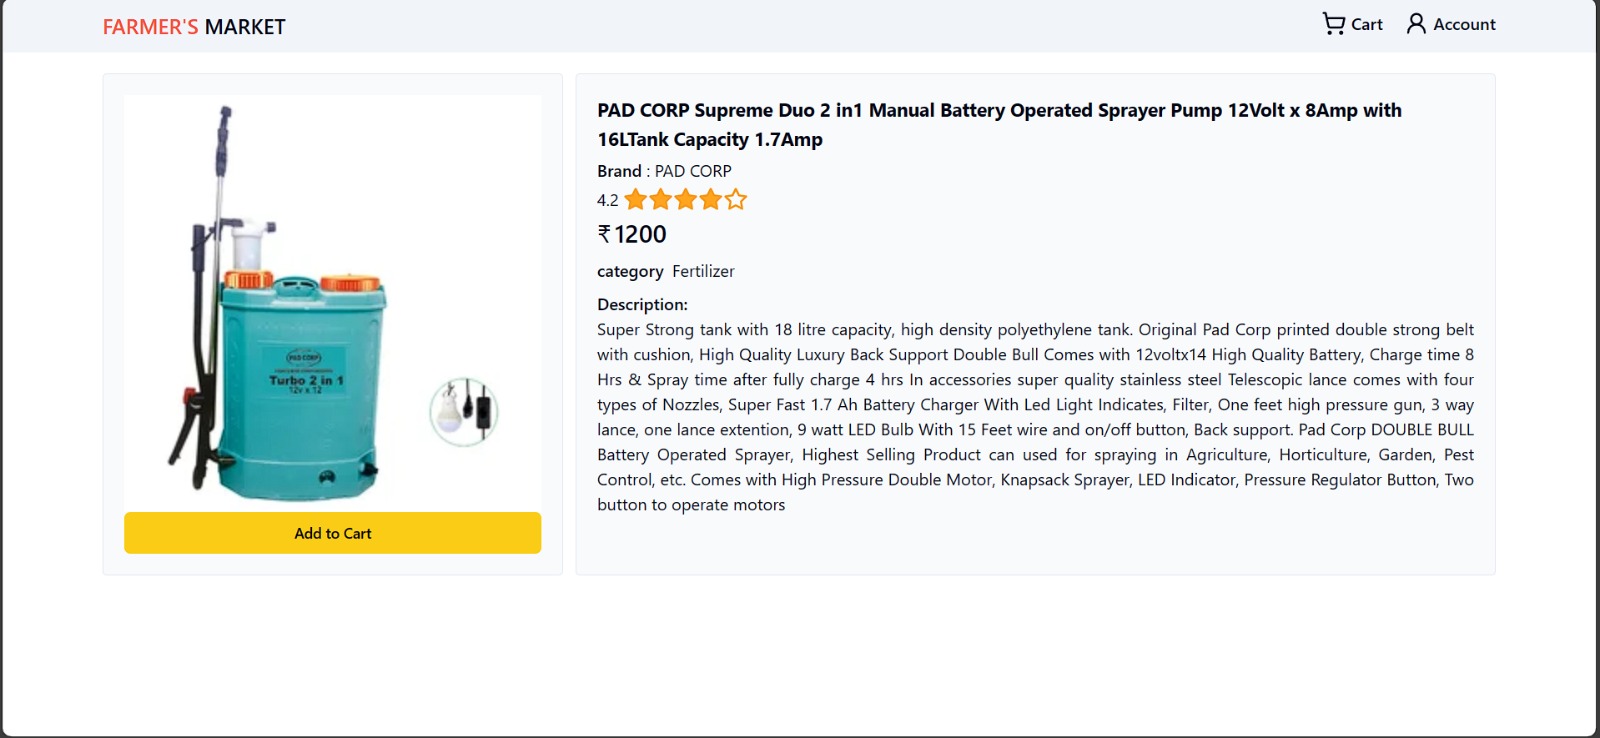 FARMER'S MARKET
Cart
Account
PAD CORP Supreme Duo 2 in1 Manual Battery Operated Sprayer Pump 12Volt x 8Amp with
16LTank Capacity 1.7Amp
Brand : PAD CORP
4.2
₹1200
category Fertilizer
Description:
Super Strong tank with 18 litre capacity, high density polyethylene tank. Original Pad Corp printed double strong belt
with cushion, High Quality Luxury Back Support Double Bull Comes with 12voltx14 High Quality Battery, Charge time 8
Hrs & Spray time after fully charge 4 hrs In accessories super quality stainless steel Telescopic lance comes with four
types of Nozzles, Super Fast 1.7 Ah Battery Charger With Led Light Indicates, Filter, One feet high pressure gun, 3 way
lance, one lance extention, 9 watt LED Bulb With 15 Feet wire and on/off button, Back support. Pad Corp DOUBLE BULL
Battery Operated Sprayer, Highest Selling Product can used for spraying in Agriculture, Horticulture, Garden, Pest
Control, etc. Comes with High Pressure Double Motor, Knapsack Sprayer, LED Indicator, Pressure Regulator Button, Two
button to operate motors
PAD CORP
Turbo 2 in 1
12v x 12
Add to Cart